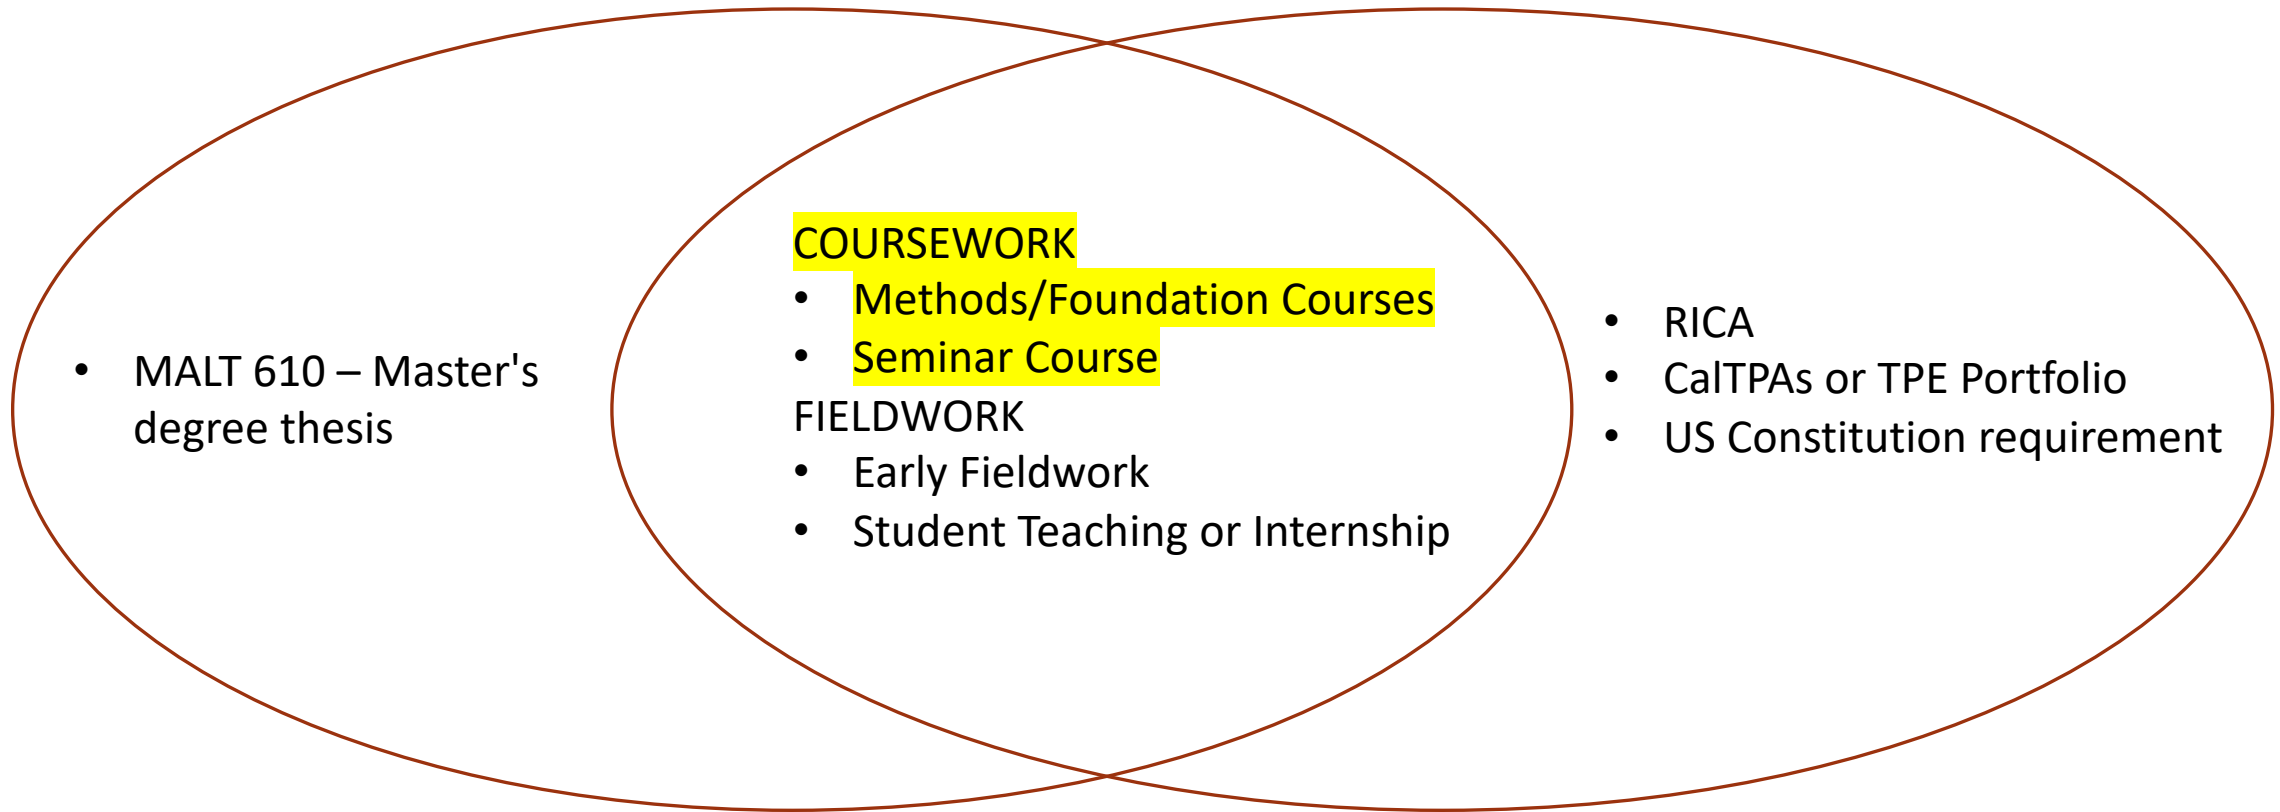 • MALT 610 – Master's
degree thesis
COURSEWORK
• Methods/Foundation Courses
• Seminar Course
FIELDWORK
• Early Fieldwork
• Student Teaching or Internship
• RICA
• CalTPAs or TPE Portfolio
• US Constitution requirement